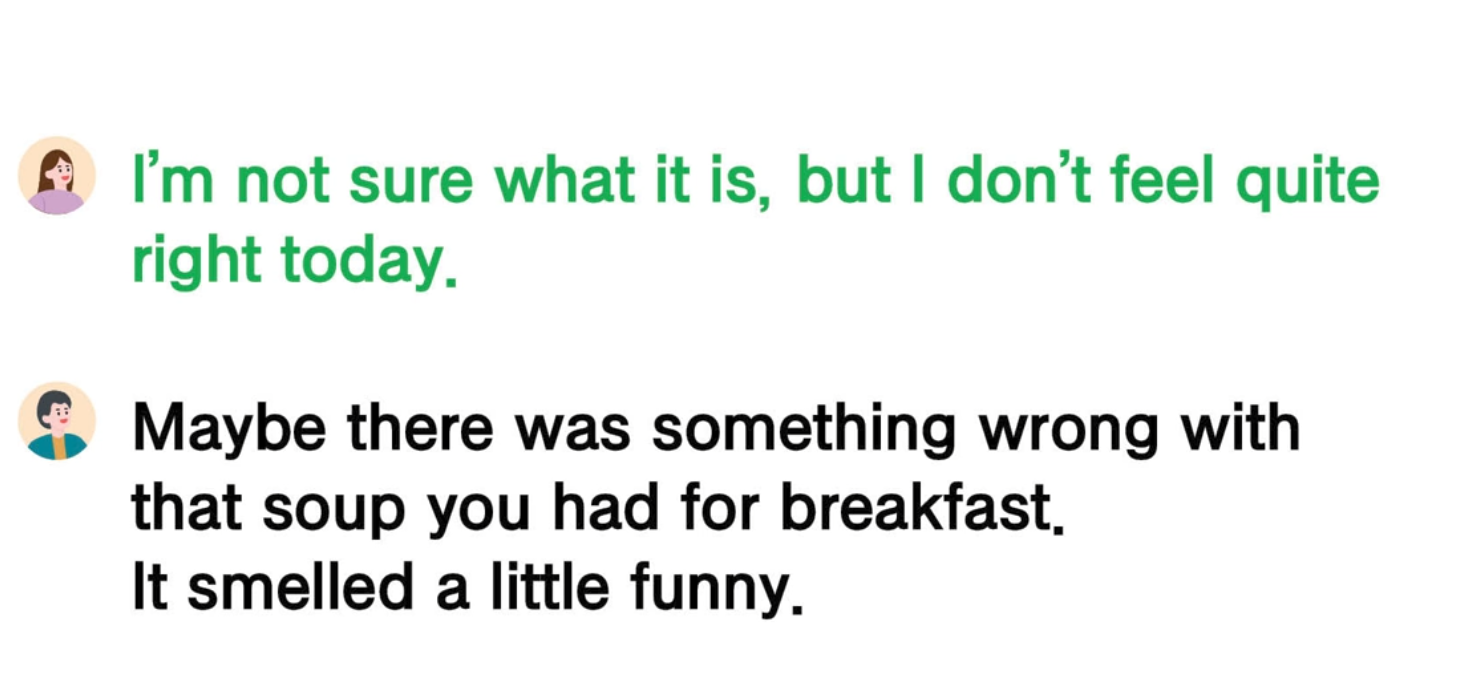 I’m not sure what it is, but I don’t feel quite
right today.
Maybe there was something wrong with
that soup you had for breakfast.
It smelled a little funny.